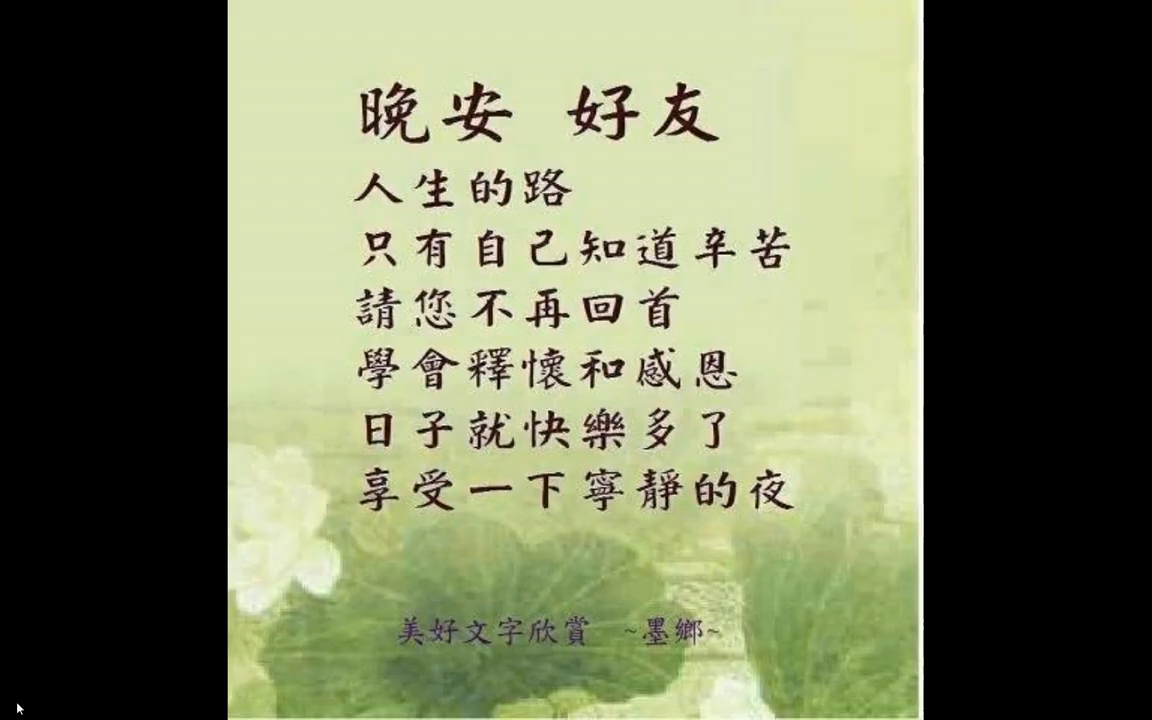 晚安 好友
人生的路
只有自己知道辛苦
請您不再回首
學會釋懷和感恩
日子就快樂多了
享受一下寧靜的夜
美好文字欣賞 ~墨鄉~